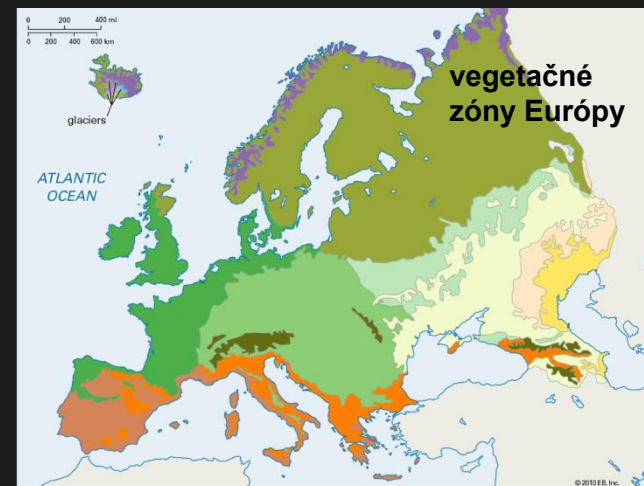 0 200 400 mi
0 200 400 600 km
vegetačné
zóny Európy
glaciers
ATLANTIC
OCEAN
© 2010 EB, Inc.